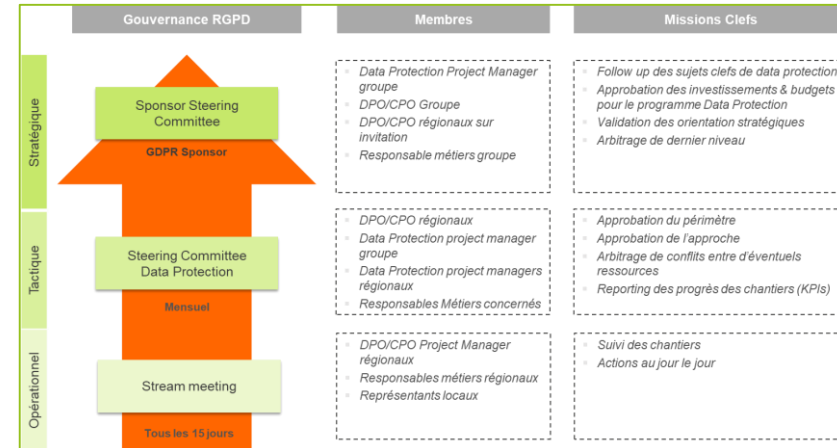 Gouvernance RGPD
Membres
Missions Clefs
Stratégique
Sponsor Steering
Committee
GDPR Sponsor
Data Protection Project Manager
groupe
DPO/CPO Groupe
DPO/CPO régionaux sur
invitation
Responsable métiers groupe
Follow up des sujets clefs de data protection
Approbation des investissements & budgets
pour le programme Data Protection
Validation des orientation stratégiques
Arbitrage de dernier niveau
Tactique
Steering Committee
Data Protection
Mensuel
DPO/CPO régionaux
Data Protection project manager
groupe
Data Protection project managers
régionaux
Responsables Métiers concernés
Approbation du périmètre
Approbation de l'approche
Arbitrage de conflits entre d'éventuels
ressources
Reporting des progrès des chantiers (KPIs)
Opérationnel
Stream meeting
Tous les 15 jours
DPO/CPO Project Manager
régionaux
Responsables métiers régionaux
Représentants locaux
Suivi des chantiers
Actions au jour le jour